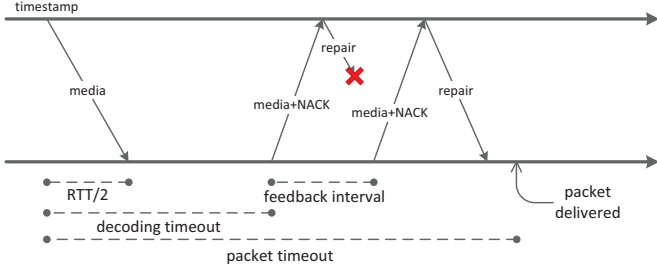 timestamp
repair
media
repair
media+NACK
media+NACK
RTT/2
feedback interval
packet
delivered
decoding timeout
packet timeout